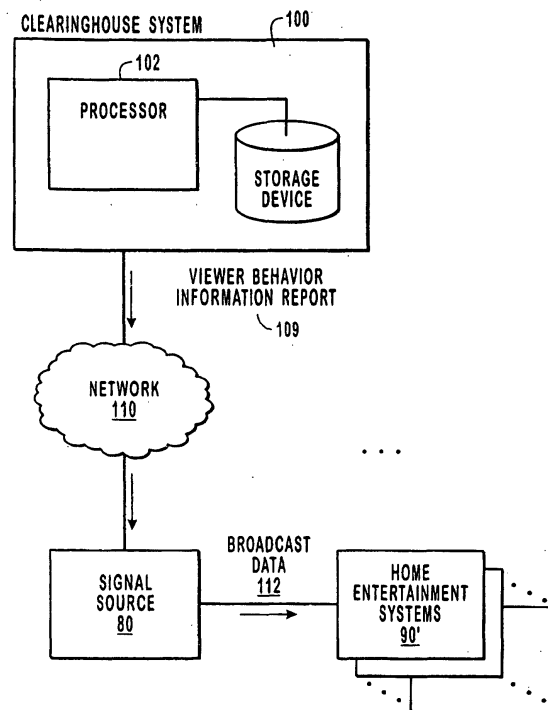 CLEARINGHOUSE SYSTEM
100
102
PROCESSOR
STORAGE
DEVICE
VIEWER BEHAVIOR
INFORMATION REPORT
109
NETWORK
110
SIGNAL
SOURCE
80
BROADCAST
DATA
112
HOME
ENTERTAINMENT
SYSTEMS
90'